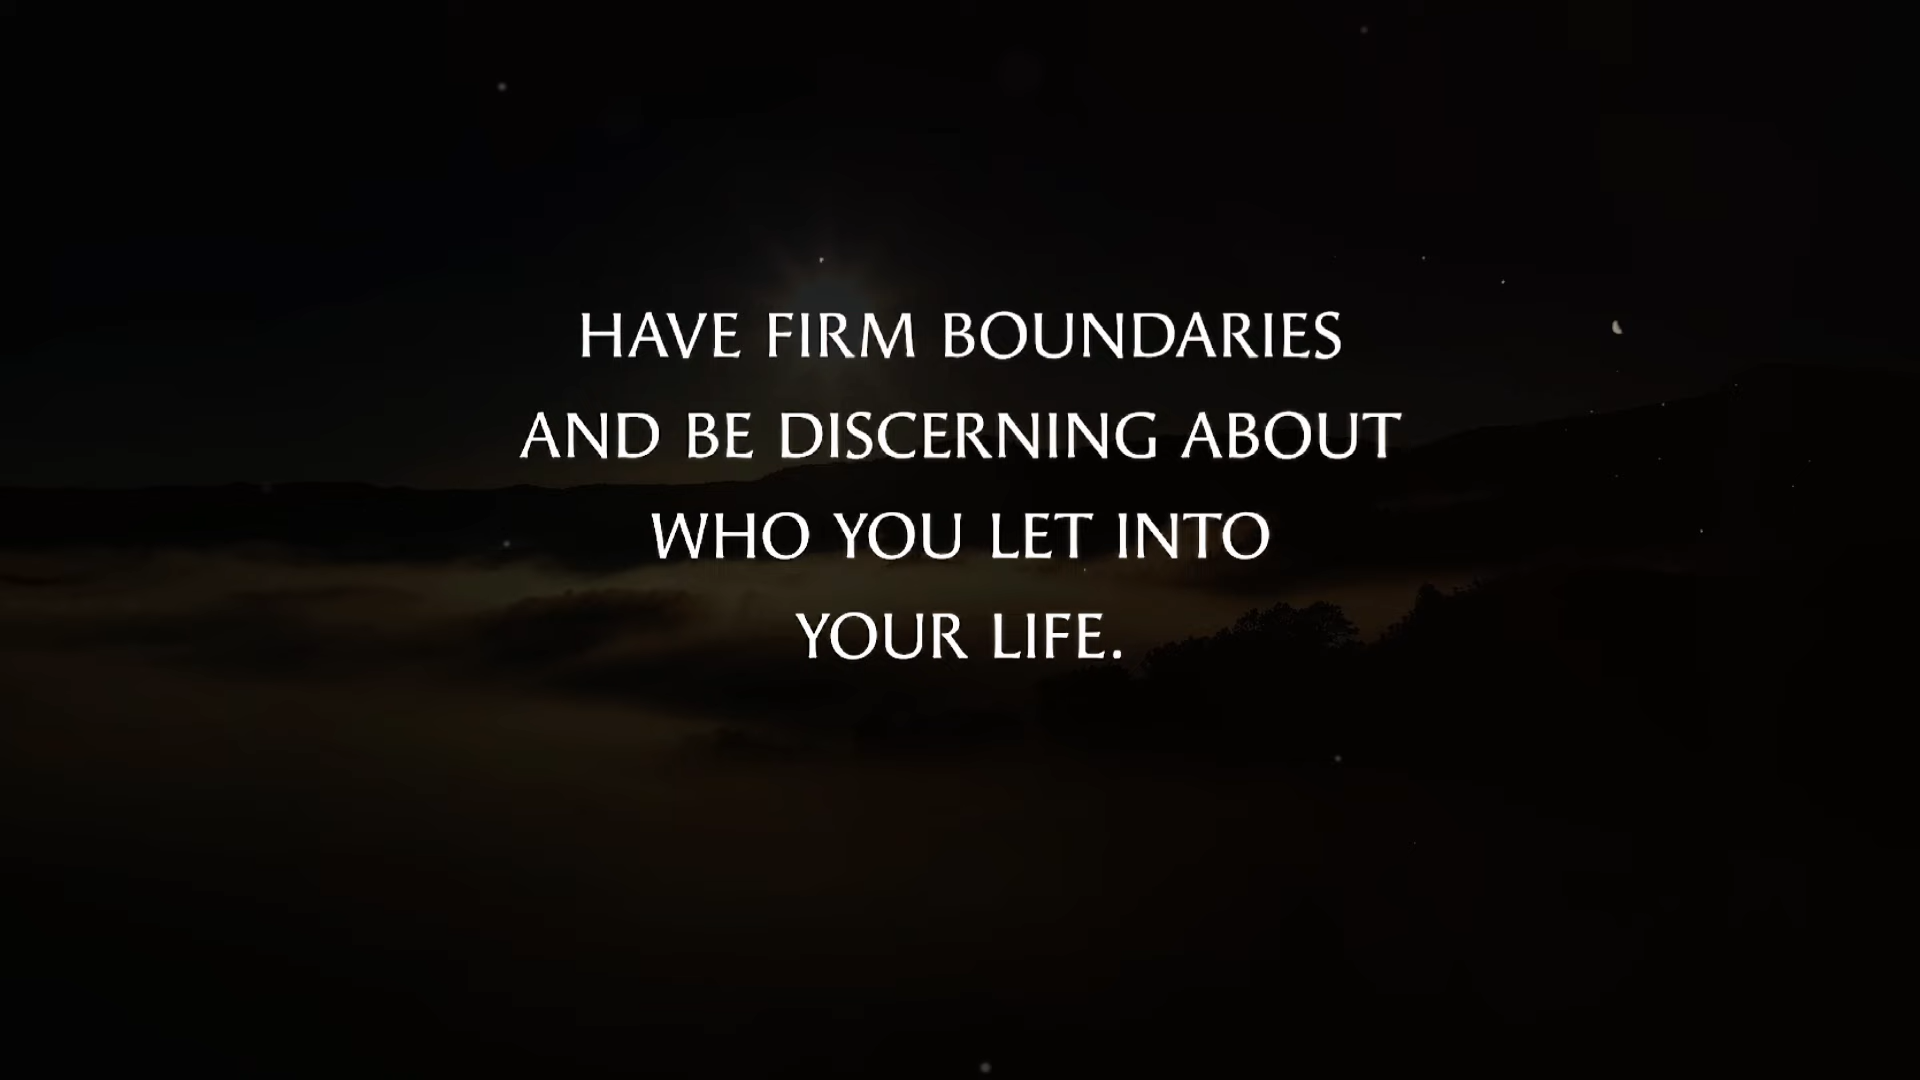 HAVE FIRM BOUNDARIES
AND BE DISCERNING ABOUT
WHO YOU LET INTO
YOUR LIFE.